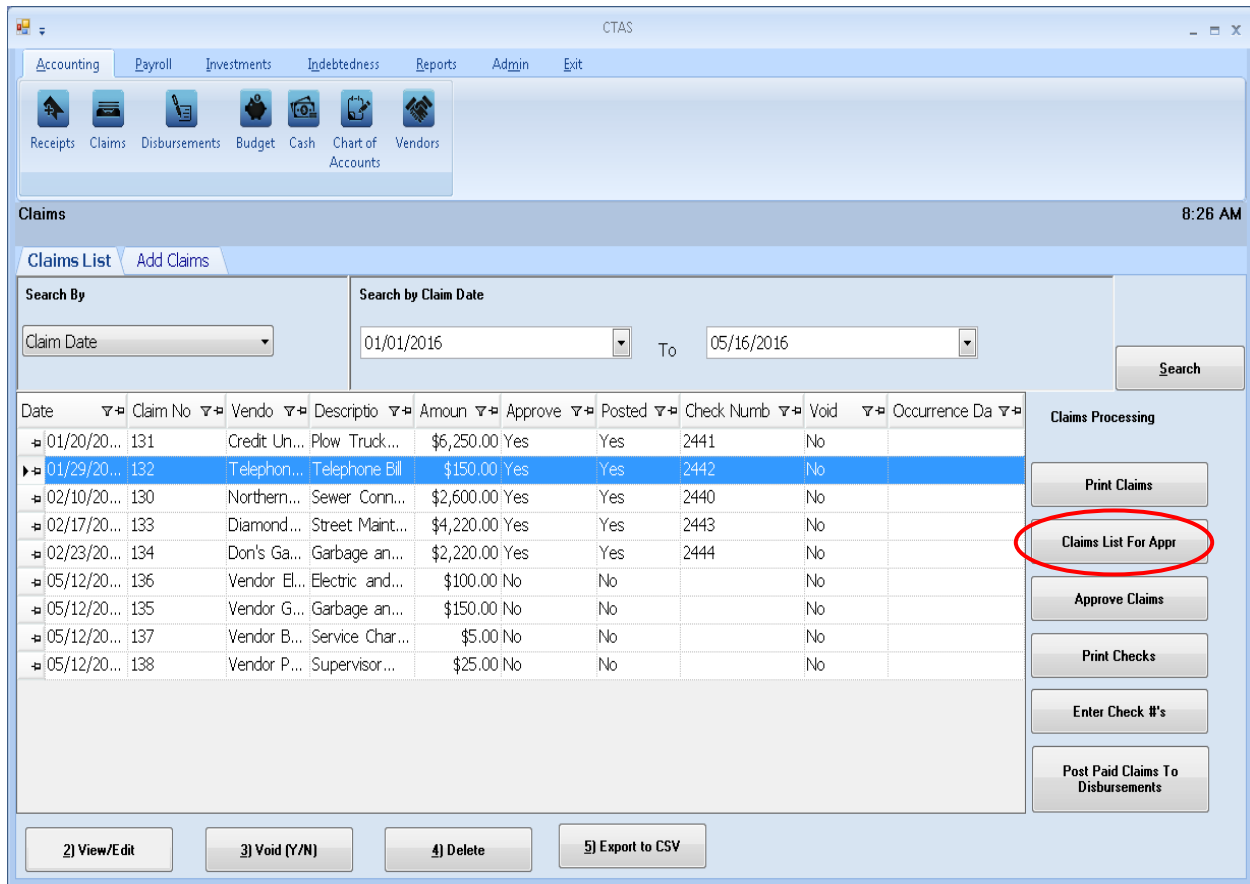 CTAS
Accounting Payroll Investments Indebtedness Reports Admin Exit
Receipts Claims Disbursements Budget Cash Chart of Accounts Vendors
Claims 8:26 AM
Claims List Add Claims
Search By Search by Claim Date
Claim Date 01/01/2016 To 05/16/2016
Search
Date Claim No Vendo Descriptio Amoun Approve Posted Check Numb Void Occurrence Da
01/20/20... 131 Credit Un... Plow Truck... $6,250.00 Yes Yes 2441 No
01/29/20... 132 Telephon... Telephone Bill $150.00 Yes Yes 2442 No
02/10/20... 130 Northern... Sewer Conn... $2,600.00 Yes Yes 2440 No
02/17/20... 133 Diamond... Street Maint... $4,220.00 Yes Yes 2443 No
02/23/20... 134 Don's Ga... Garbage an... $2,220.00 Yes Yes 2444 No
05/12/20... 136 Vendor El... Electric and... $100.00 No No No
05/12/20... 135 Vendor G... Garbage an... $150.00 No No No
05/12/20... 137 Vendor B... Service Char... $5.00 No No No
05/12/20... 138 Vendor P... Supervisor... $25.00 No No No
Claims Processing
Print Claims
Claims List For Appr
Approve Claims
Print Checks
Enter Check #'s
Post Paid Claims To
Disbursements
2) View/Edit 3) Void (Y/N) 4) Delete 5) Export to CSV